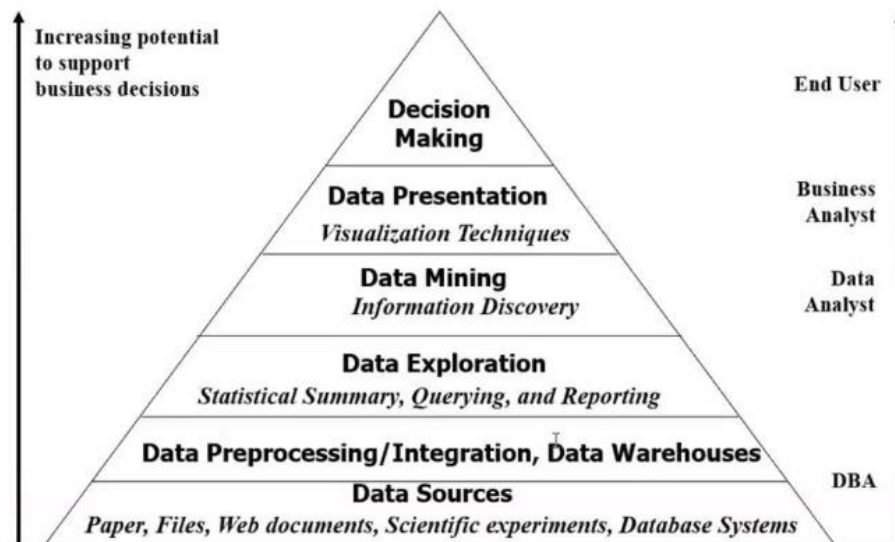 Increasing potential
to support
business decisions
End User
Decision
Making
Data Presentation
Visualization Techniques
Business
Analyst
Data Mining
Information Discovery
Data
Analyst
Data Exploration
Statistical Summary, Querying, and Reporting
Data Preprocessing/Integration, Data Warehouses
DBA
Data Sources
Paper, Files, Web documents, Scientific experiments, Database Systems